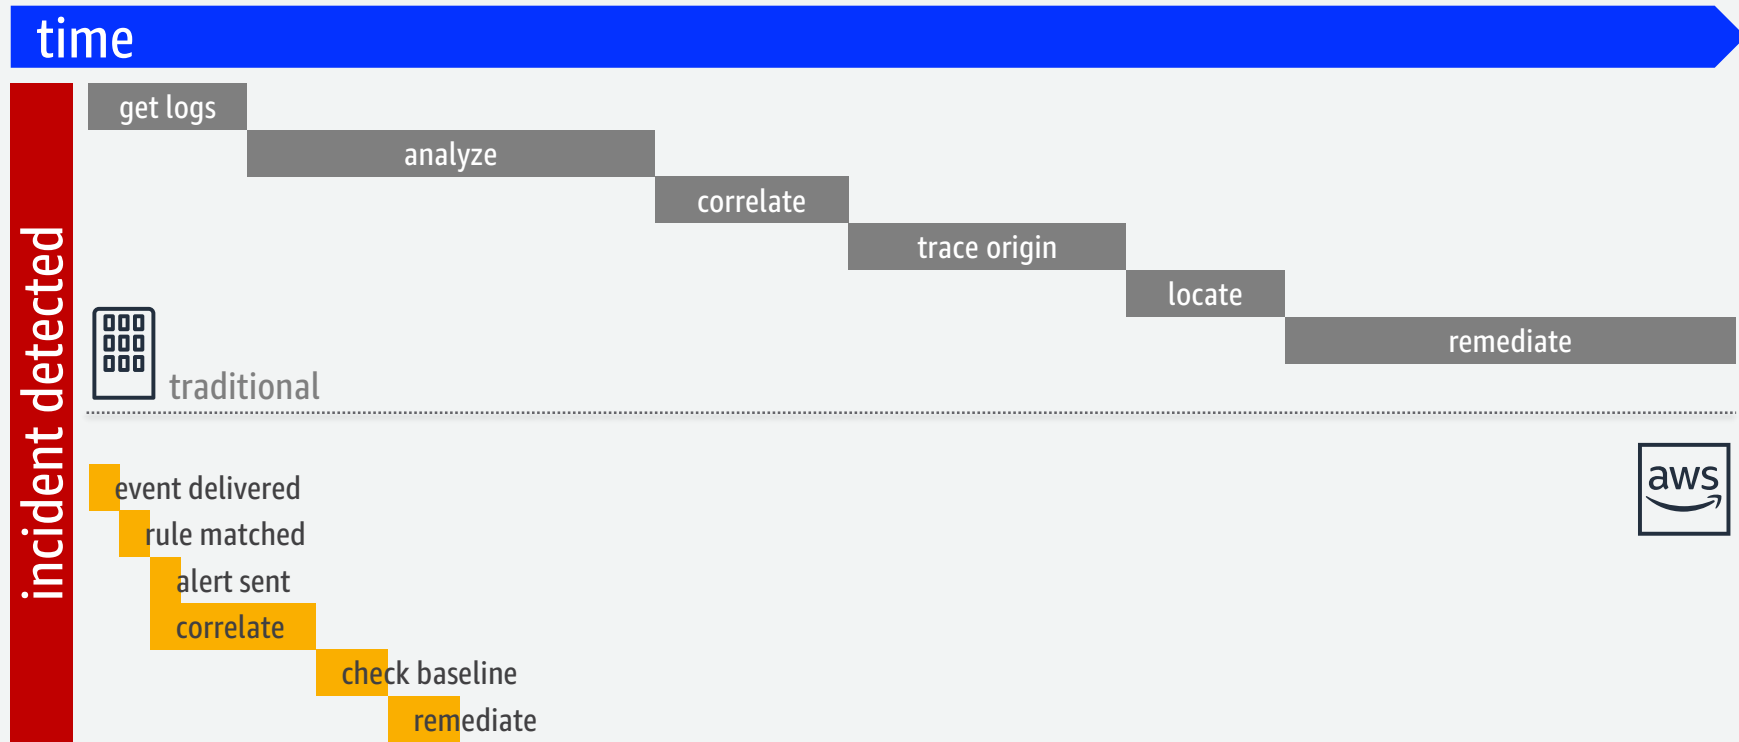 time
incident detected
get logs
analyze
correlate
trace origin
locate
remediate
traditional
aws
event delivered
rule matched
alert sent
correlate
check baseline
remediate